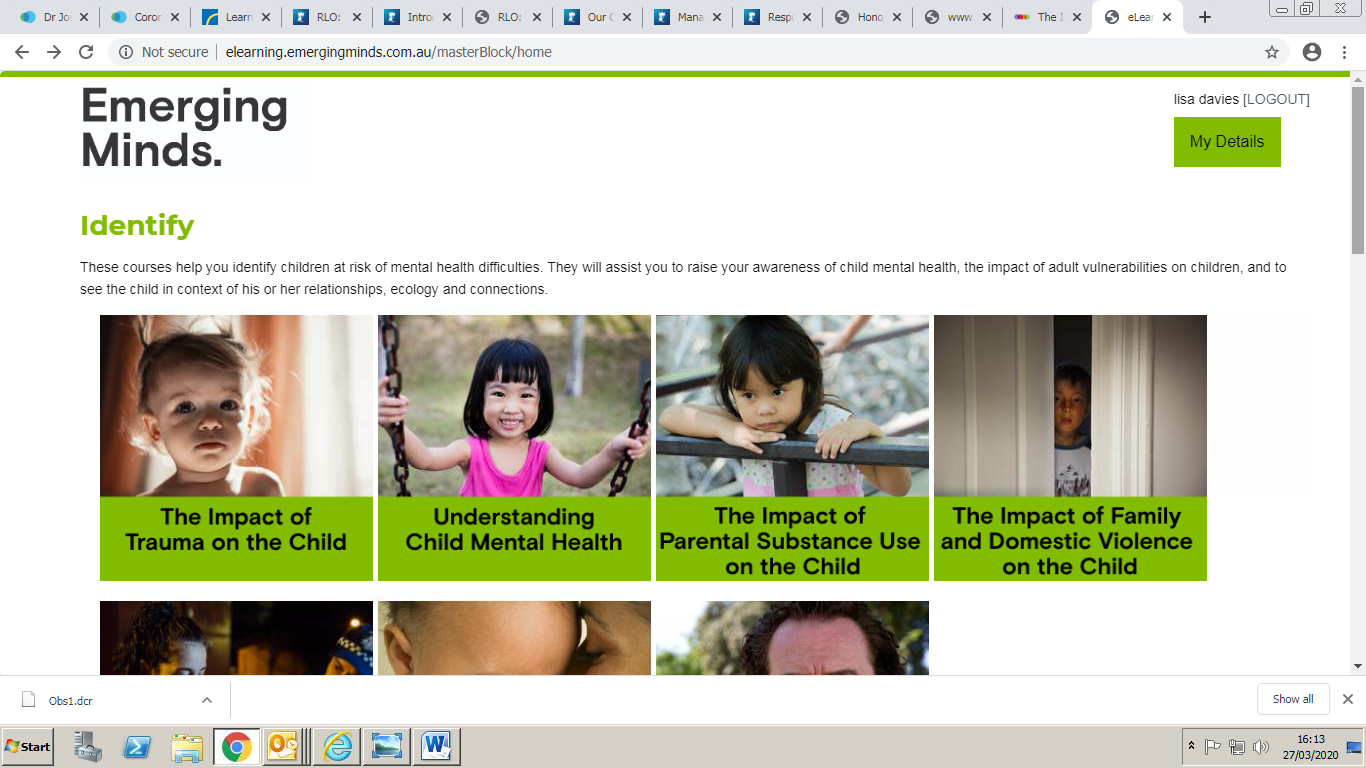 Dr Jo
Coron
Learn
RLO:
Introd
RLO:
Our C
Mana
Respo
Hono
www.
The I
eLear
Not secure
elearning.emergingminds.com.au/masterBlock/home
Emerging
Minds.
lisa davies [LOGOUT]
My Details
Identify
These courses help you identify children at risk of mental health difficulties. They will assist you to raise your awareness of child mental health, the impact of adult vulnerabilities on children, and to
see the child in context of his or her relationships, ecology and connections.
The Impact of
Trauma on the Child
Understanding
Child Mental Health
The Impact of
Parental Substance Use
on the Child
The Impact of Family
and Domestic Violence
on the Child
Obs1.dcr
Show all
Start
16:13
27/03/2020